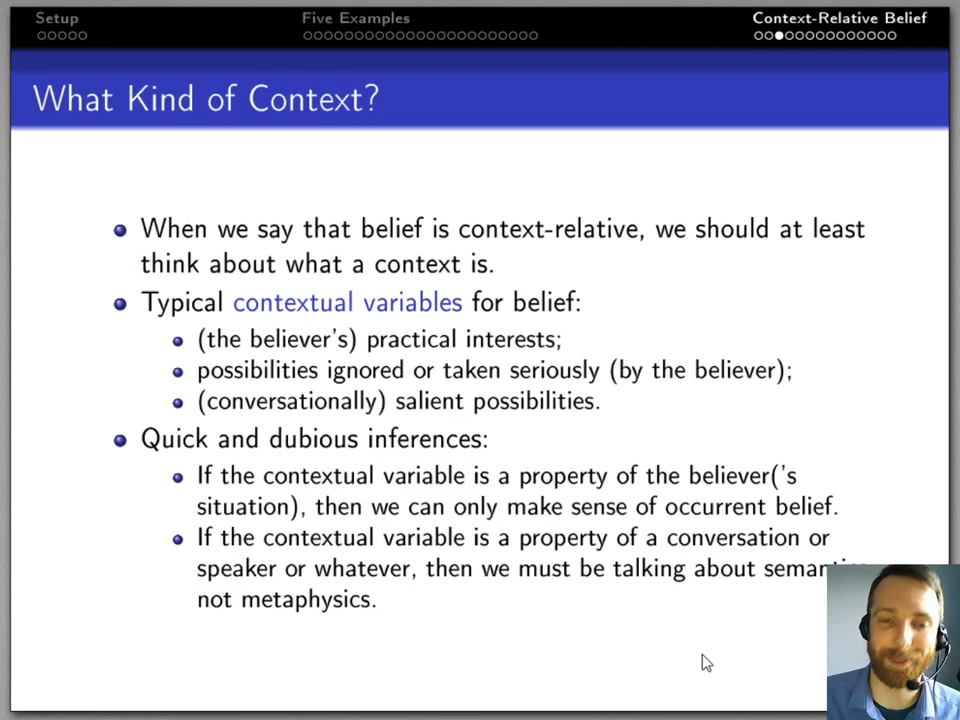 Setup
Five Examples
Context-Relative Belief
What Kind of Context?
When we say that belief is context-relative, we should at least
think about what a context is.
Typical contextual variables for belief:
(the believer's) practical interests;
possibilities ignored or taken seriously (by the believer);
(conversationally) salient possibilities.
Quick and dubious inferences:
If the contextual variable is a property of the believer('s
situation), then we can only make sense of occurrent belief.
If the contextual variable is a property of a conversation or
speaker or whatever, then we must be talking about
not metaphysics.